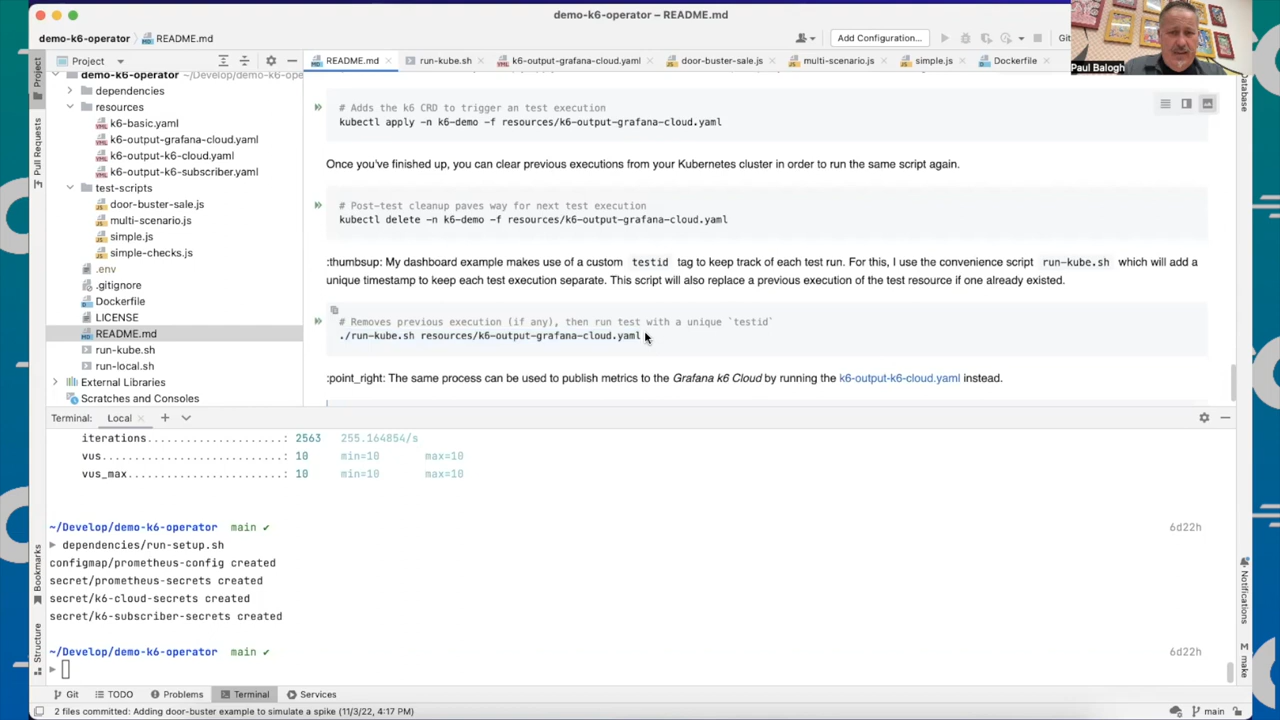 demo-k6-operator – README.md
demo-k6-operator README.md
Add Configuration...
Git
Paul Balogh
Project
README.md
run-kube.sh
k6-output-grafana-cloud.yaml
door-buster-sale.js
multi-scenario.js
simple.js
Dockerfile
Project
Pull Requests
Bookmarks
Structure
Database
Notifications
make
demo-k6-operator ~/Develop/demo-k6-ope
dependencies
resources
k6-basic.yaml
k6-output-grafana-cloud.yaml
k6-output-k6-cloud.yaml
k6-output-k6-subscriber.yaml
test-scripts
door-buster-sale.js
multi-scenario.js
simple.js
simple-checks.js
.env
.gitignore
Dockerfile
LICENSE
README.md
run-kube.sh
run-local.sh
External Libraries
Scratches and Consoles
# Adds the k6 CRD to trigger an test execution
kubectl apply -n k6-demo -f resources/k6-output-grafana-cloud.yaml
Once you've finished up, you can clear previous executions from your Kubernetes cluster in order to run the same script again.
# Post-test cleanup paves way for next test execution
kubectl delete -n k6-demo -f resources/k6-output-grafana-cloud.yaml
:thumbsup: My dashboard example makes use of a custom testid tag to keep track of each test run. For this, I use the convenience script run-kube.sh which will add a
unique timestamp to keep each test execution separate. This script will also replace a previous execution of the test resource if one already existed.
# Removes previous execution (if any), then run test with a unique `testid`
./run-kube.sh resources/k6-output-grafana-cloud.yaml
:point_right: The same process can be used to publish metrics to the Grafana k6 Cloud by running the k6-output-k6-cloud.yaml instead.
Terminal: Local
iterations.....................: 2563 255.164854/s
vus............................: 10 min=10 max=10
vus_max........................: 10 min=10 max=10
~/Develop/demo-k6-operator main ✔ 6d22h
dependencies/run-setup.sh
configmap/prometheus-config created
secret/prometheus-secrets created
secret/k6-cloud-secrets created
secret/k6-subscriber-secrets created
~/Develop/demo-k6-operator main ✔ 6d22h
Git TODO Problems Terminal Services
2 files committed: Adding door-buster example to simulate a spike (11/3/22, 4:17 PM)
main